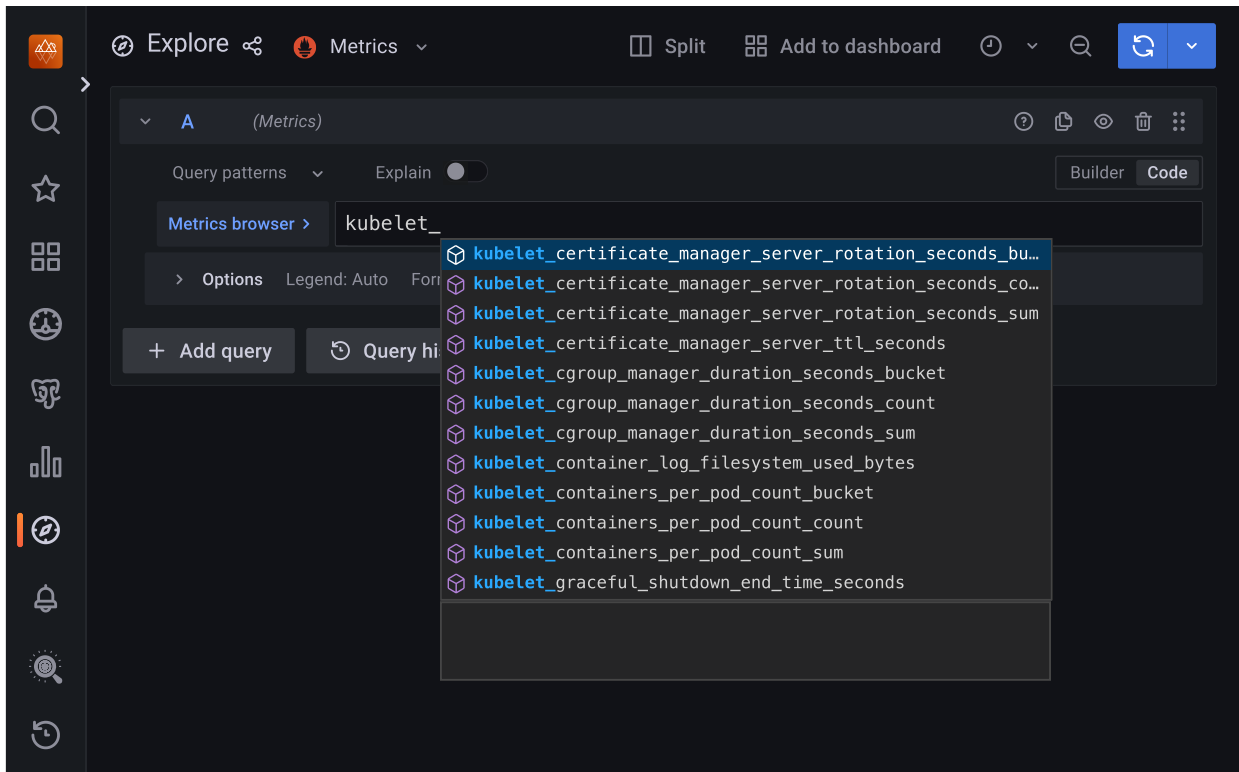 Explore Metrics Split Add to dashboard
A (Metrics)
Query patterns Explain Builder Code
Metrics browser > kubelet_
kubelet_certificate_manager_server_rotation_seconds_bu…
kubelet_certificate_manager_server_rotation_seconds_co…
Options Legend: Auto
kubelet_certificate_manager_server_rotation_seconds_sum
kubelet_certificate_manager_server_ttl_seconds
+ Add query Query
kubelet_cgroup_manager_duration_seconds_bucket
kubelet_cgroup_manager_duration_seconds_count
kubelet_cgroup_manager_duration_seconds_sum
kubelet_container_log_filesystem_used_bytes
kubelet_containers_per_pod_count_bucket
kubelet_containers_per_pod_count_count
kubelet_containers_per_pod_count_sum
kubelet_graceful_shutdown_end_time_seconds